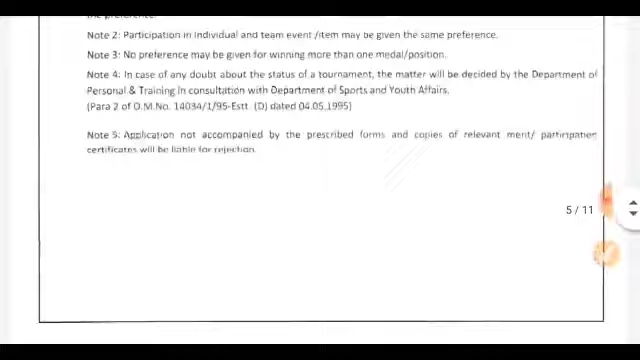 the preference.
Note 2: Participation in Individual and team event /item may be given the same preference.
Note 3: No preference may be given for winning more than one medal/position.
Note 4: In case of any doubt about the status of a tournament, the matter will be decided by the Department of
Personal & Training in consultation with Department of Sports and Youth Affairs.
(Para 2 of O.M.No. 14034/1/95-Estt. (D) dated 04.05.1995)
Note 5: Application not accompanied by the prescribed forms and copies of relevant merit/ participation
certificates will be liable for rejection.
5 / 11